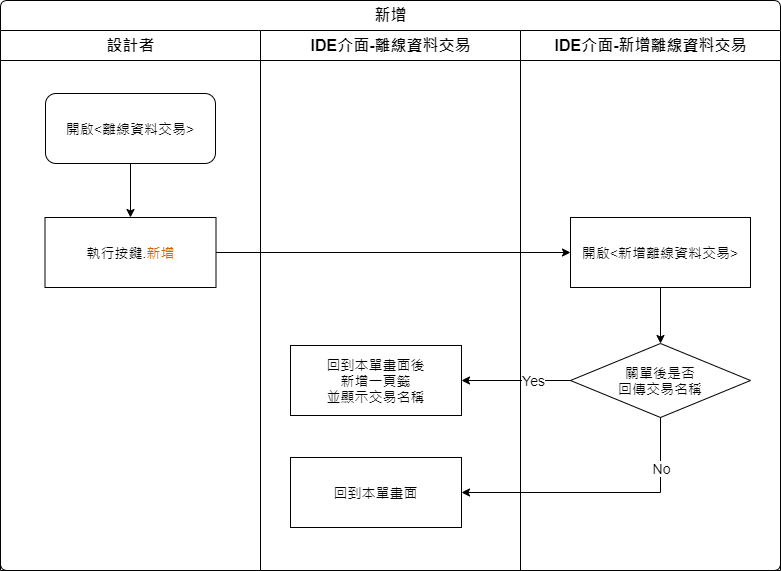 新增
設計者
IDE介面-離線資料交易
IDE介面-新增離線資料交易
開啟<離線資料交易>
執行按鍵.新增
開啟<新增離線資料交易>
回到本單畫面後
新增一頁籤
並顯示交易名稱
Yes
關單後是否
回傳交易名稱
No
回到本單畫面